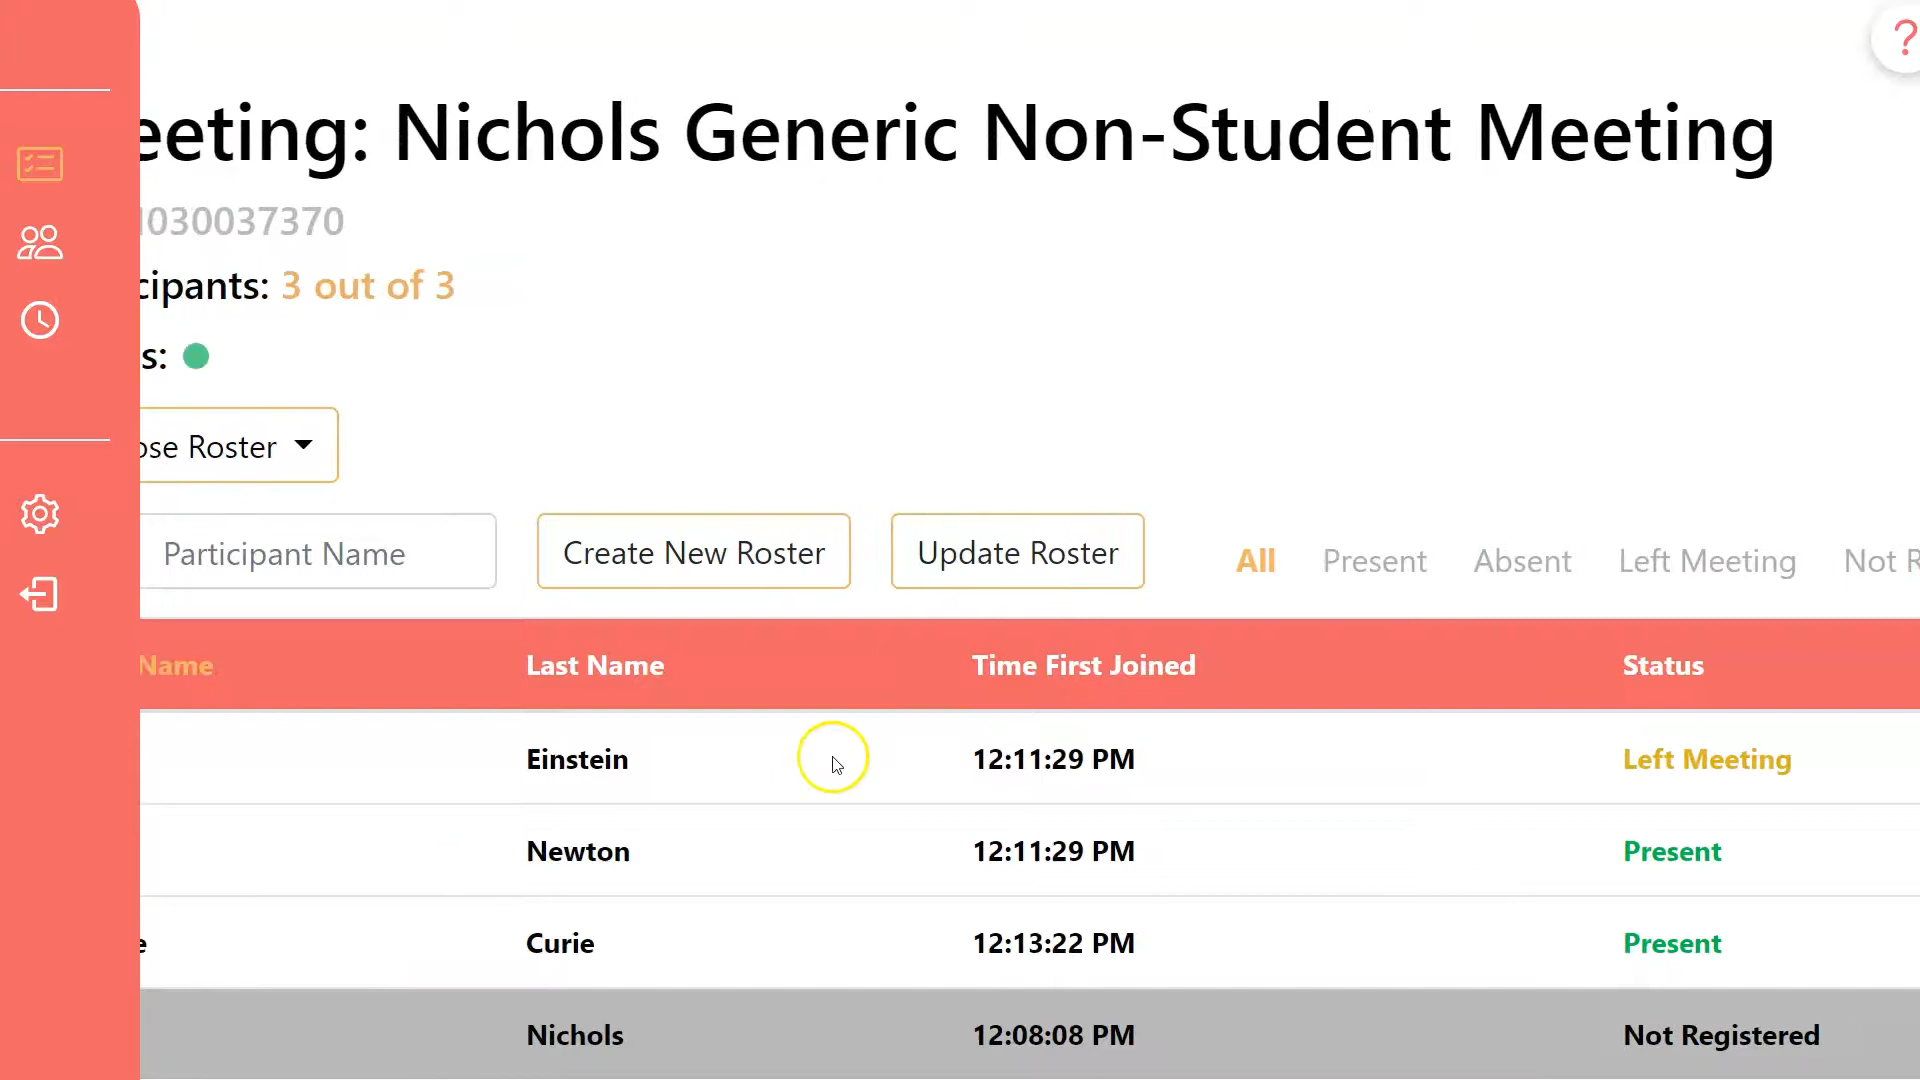 ?
eeting: Nichols Generic Non-Student Meeting
1030037370
cipants: 3 out of 3
s:
ose Roster
Participant Name
Create New Roster
Update Roster
All
Present
Absent
Left Meeting
Not R
Name
Last Name
Time First Joined
Status
Einstein
12:11:29 PM
Left Meeting
Newton
12:11:29 PM
Present
e
Curie
12:13:22 PM
Present
Nichols
12:08:08 PM
Not Registered